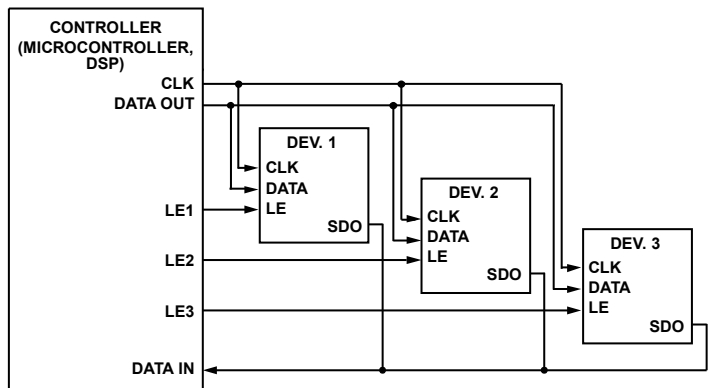 CONTROLLER
(MICROCONTROLLER,
DSP)
CLK
DATA OUT
LE1
LE2
LE3
DATA IN
DEV. 1
CLK
DATA
LE
SDO
DEV. 2
CLK
DATA
LE
SDO
DEV. 3
CLK
DATA
LE
SDO